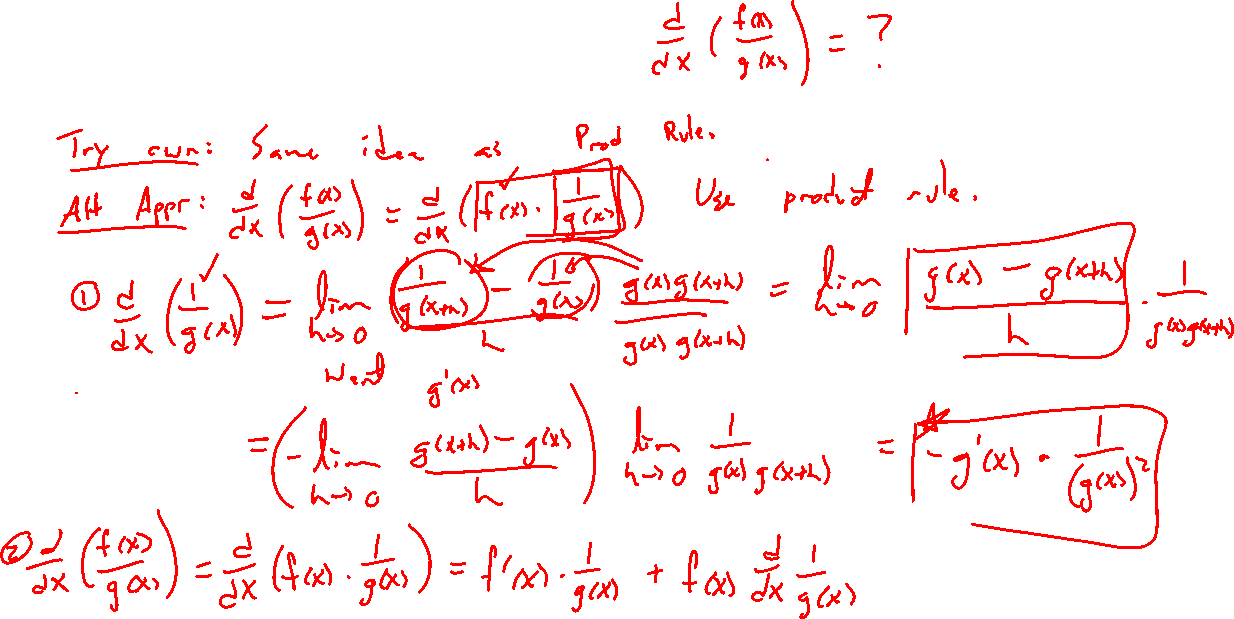 d/dx (f(x)/g(x)) = ?
Try own: Same idea as Prod Rule.
Alt Appr: d/dx (f(x)/g(x)) = d/dx (f(x) · 1/g(x)) Use product rule.
① d/dx (1/g(x)) = lim h→0 (1/g(x+h) - 1/g(x))/h · g(x)g(x+h)/g(x)g(x+h) = lim h→0 (g(x) - g(x+h))/h · 1/g(x)g(x+h)
Want g'(x)
= (-lim h→0 (g(x+h) - g(x))/h) lim h→0 1/g(x)g(x+h) = -g'(x) · 1/(g(x))²
② d/dx (f(x)/g(x)) = d/dx (f(x) · 1/g(x)) = f'(x) · 1/g(x) + f(x) d/dx 1/g(x)